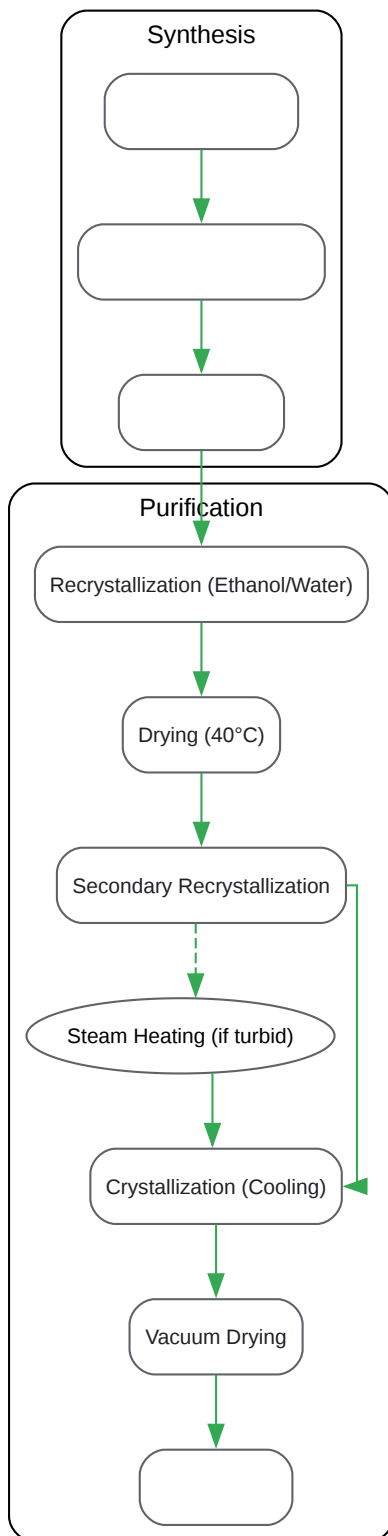 Synthesis
Purification
Recrystallization (Ethanol/Water)
Drying (40°C)
Secondary Recrystallization
Steam Heating (if turbid)
Crystallization (Cooling)
Vacuum Drying